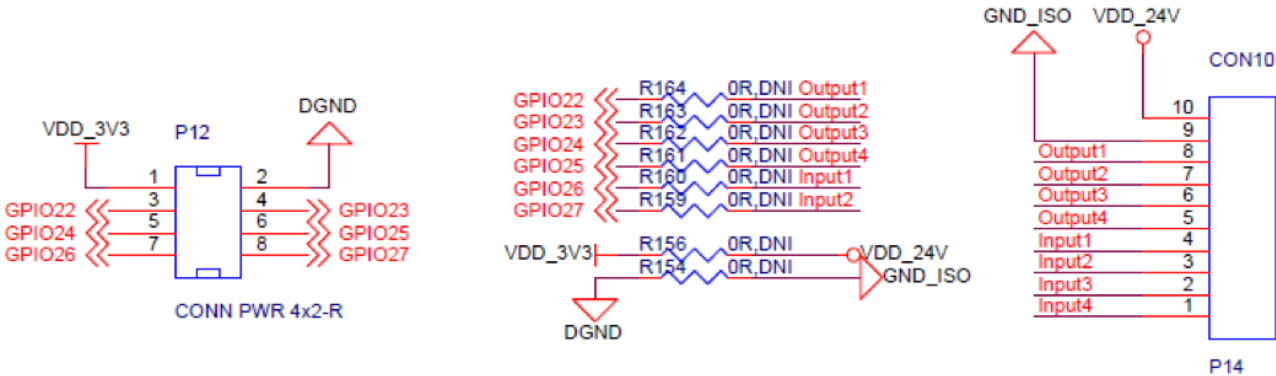 DGND
VDD_3V3 P12
1 2
GPIO22 3 4 GPIO23
GPIO24 5 6 GPIO25
GPIO26 7 8 GPIO27
CONN PWR 4x2-R
GPIO22 R164 0R,DNI Output1
GPIO23 R163 0R,DNI Output2
GPIO24 R162 0R,DNI Output3
GPIO25 R161 0R,DNI Output4
GPIO26 R160 0R,DNI Input1
GPIO27 R159 0R,DNI Input2
VDD_3V3 R156 0R,DNI VDD_24V
R154 0R,DNI GND_ISO
DGND
GND_ISO VDD_24V
CON10
10
9
Output1 8
Output2 7
Output3 6
Output4 5
Input1 4
Input2 3
Input3 2
Input4 1
P14